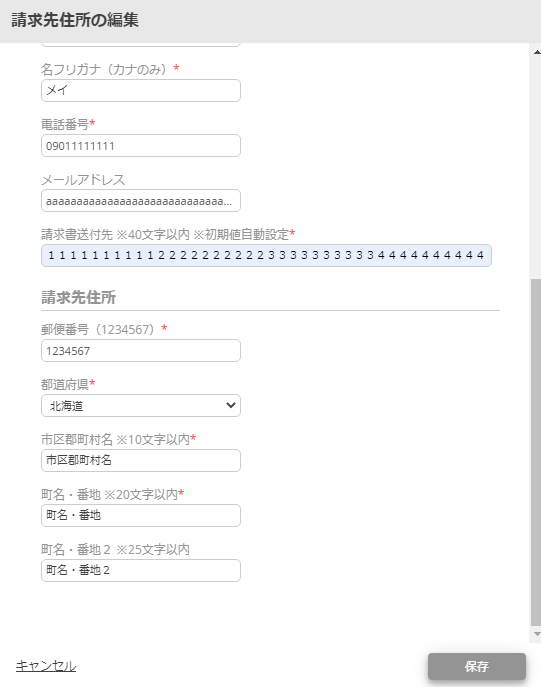 請求先住所の編集
名フリガナ（カナのみ）*
メイ
電話番号*
09011111111
メールアドレス
aaaaaaaaaaaaaaaaaaaaaaaaaaaaa...
請求書送付先 ※40文字以内 ※初期値自動設定*
１１１１１１１１１１２２２２２２２２２２３３３３３３３３３３４４４４４４４４４４
請求先住所
郵便番号（1234567）*
1234567
都道府県*
北海道
市区郡町村名 ※10文字以内*
市区郡町村名
町名・番地 ※20文字以内*
町名・番地
町名・番地２ ※25文字以内
町名・番地２
キャンセル
保存